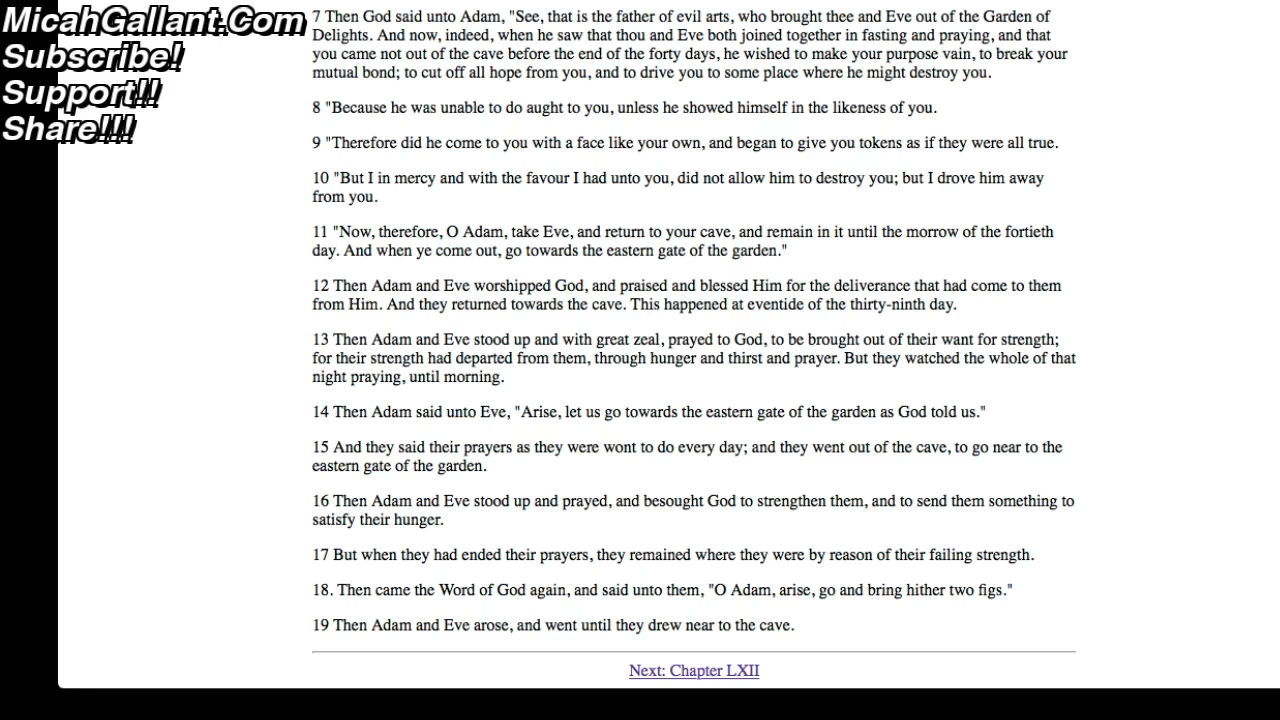 MicahGallant.Com
Subscribe!
Support!!
Share!!!
7 Then God said unto Adam, "See, that is the father of evil arts, who brought thee and Eve out of the Garden of
Delights. And now, indeed, when he saw that thou and Eve both joined together in fasting and praying, and that
you came not out of the cave before the end of the forty days, he wished to make your purpose vain, to break your
mutual bond; to cut off all hope from you, and to drive you to some place where he might destroy you.
8 "Because he was unable to do aught to you, unless he showed himself in the likeness of you.
9 "Therefore did he come to you with a face like your own, and began to give you tokens as if they were all true.
10 "But I in mercy and with the favour I had unto you, did not allow him to destroy you; but I drove him away
from you.
11 "Now, therefore, O Adam, take Eve, and return to your cave, and remain in it until the morrow of the fortieth
day. And when ye come out, go towards the eastern gate of the garden."
12 Then Adam and Eve worshipped God, and praised and blessed Him for the deliverance that had come to them
from Him. And they returned towards the cave. This happened at eventide of the thirty-ninth day.
13 Then Adam and Eve stood up and with great zeal, prayed to God, to be brought out of their want for strength;
for their strength had departed from them, through hunger and thirst and prayer. But they watched the whole of that
night praying, until morning.
14 Then Adam said unto Eve, "Arise, let us go towards the eastern gate of the garden as God told us."
15 And they said their prayers as they were wont to do every day; and they went out of the cave, to go near to the
eastern gate of the garden.
16 Then Adam and Eve stood up and prayed, and besought God to strengthen them, and to send them something to
satisfy their hunger.
17 But when they had ended their prayers, they remained where they were by reason of their failing strength.
18. Then came the Word of God again, and said unto them, "O Adam, arise, go and bring hither two figs."
19 Then Adam and Eve arose, and went until they drew near to the cave.
Next: Chapter LXII